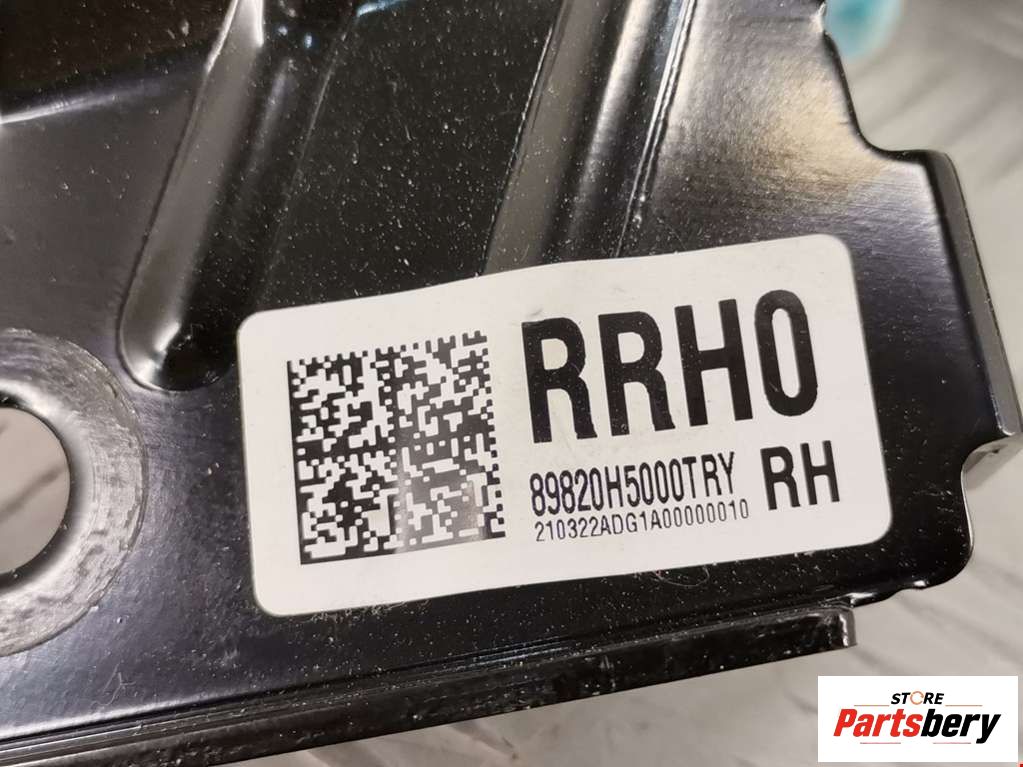 RRH0
89820H5000TRY RH
210322ADG1A00000010
STORE
Partsbery